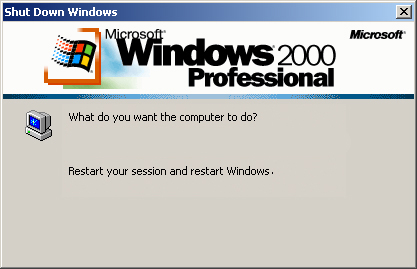 Shut Down Windows
Microsoft®
Microsoft®
Windows® 2000
Professional
What do you want the computer to do?
Restart your session and restart Windows.